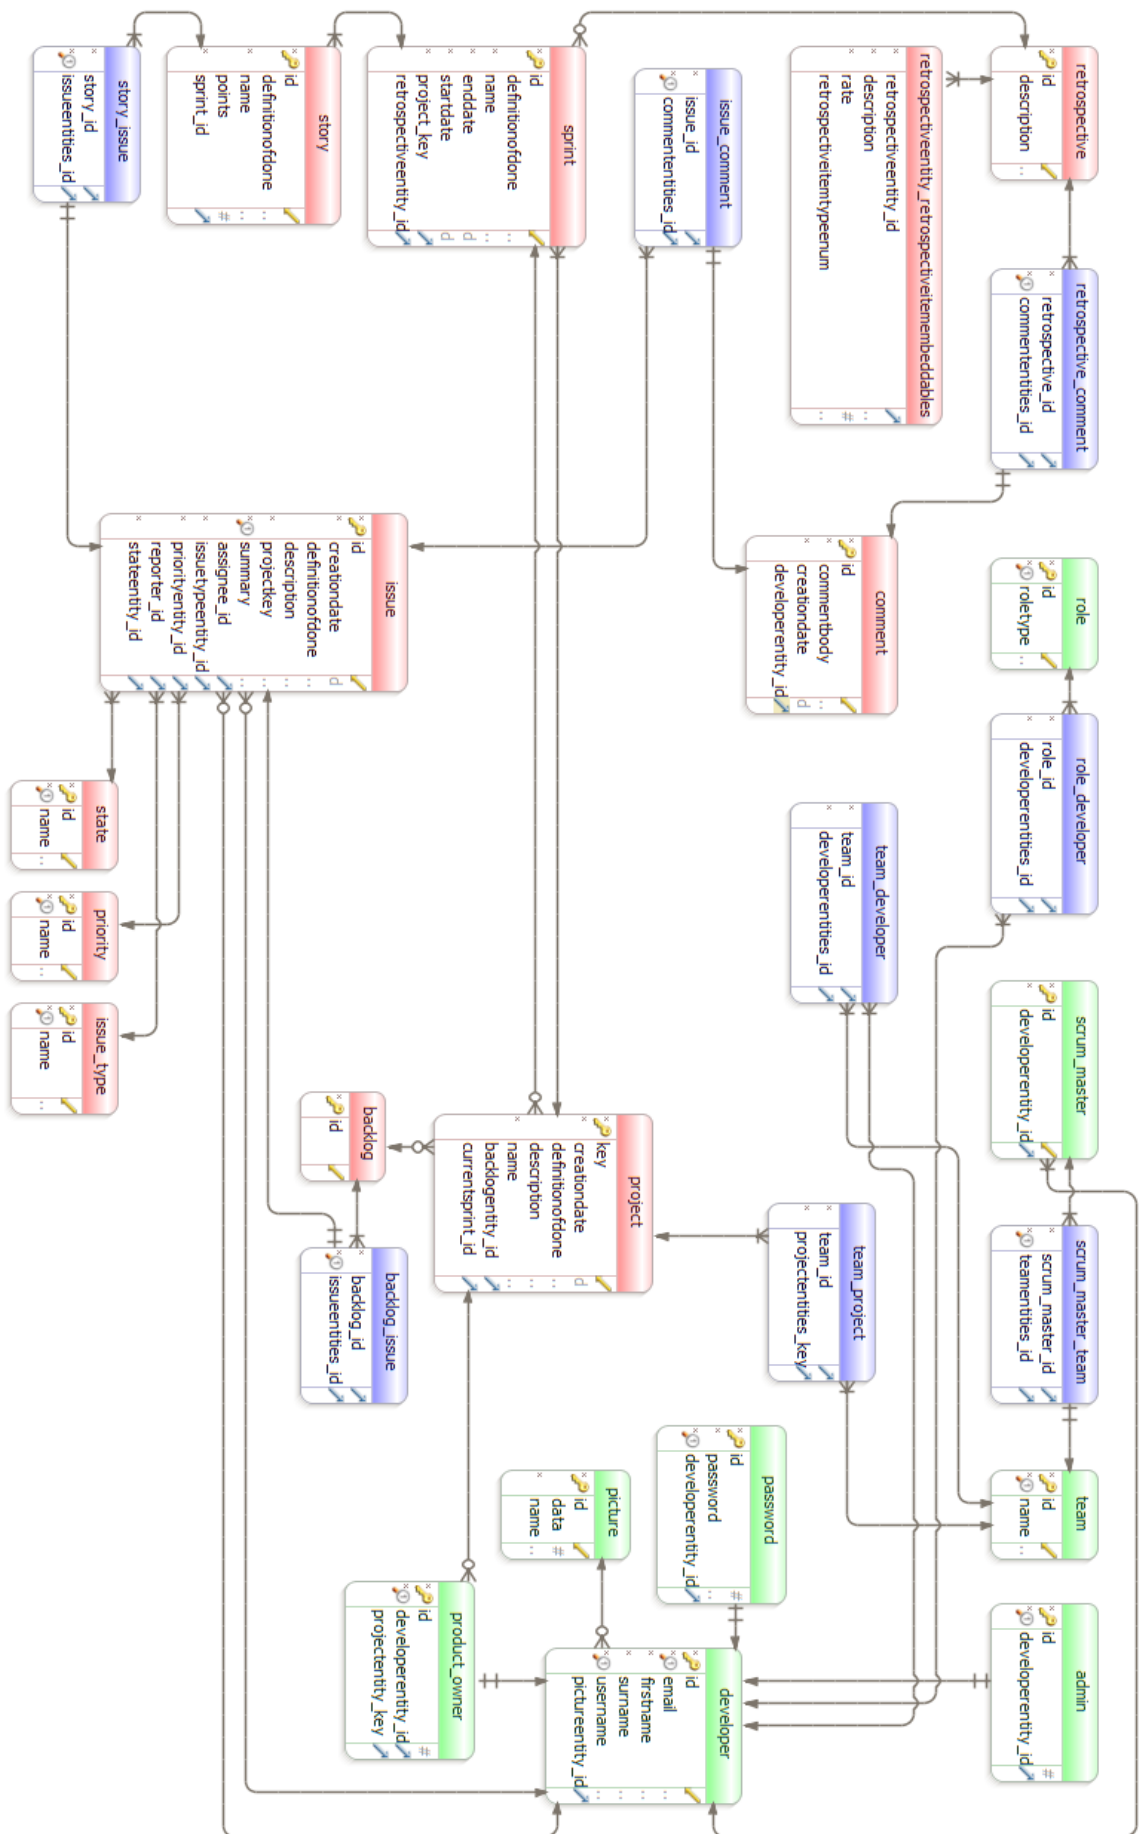 retrospective
id
description
retrospective_comment
retrospective_id
commententities_id
role
id
roletype
role_developer
role_id
developerentities_id
scrum_master
id
developerentity_id
scrum_master_team
scrum_master_id
teamentities_id
team
id
name
admin
id
developerentity_id
retrospectiveentity_retrospectiveitemembeddables
retrospectiveentity_id
description
rate
retrospectiveitemtypeenum
comment
id
commentbody
creationdate
developerentity_id
team_developer
team_id
developerentities_id
team_project
team_id
projectentities_key
password
id
password
developerentity_id
issue_comment
issue_id
commententities_id
developer
id
email
firstname
surname
username
pictureentity_id
sprint
id
definitionofdone
name
enddate
startdate
project_key
retrospectiveentity_id
project
key
creationdate
definitionofdone
description
name
backlogentity_id
currentsprint_id
picture
id
data
name
story
id
definitionofdone
name
points
sprint_id
issue
id
creationdate
definitionofdone
description
projectkey
summary
assignee_id
issuetypeentity_id
priorityentity_id
reporter_id
stateentity_id
backlog
id
backlog_issue
backlog_id
issueentities_id
product_owner
id
developerentity_id
projectentity_key
story_issue
story_id
issueentities_id
state
id
name
priority
id
name
issue_type
id
name